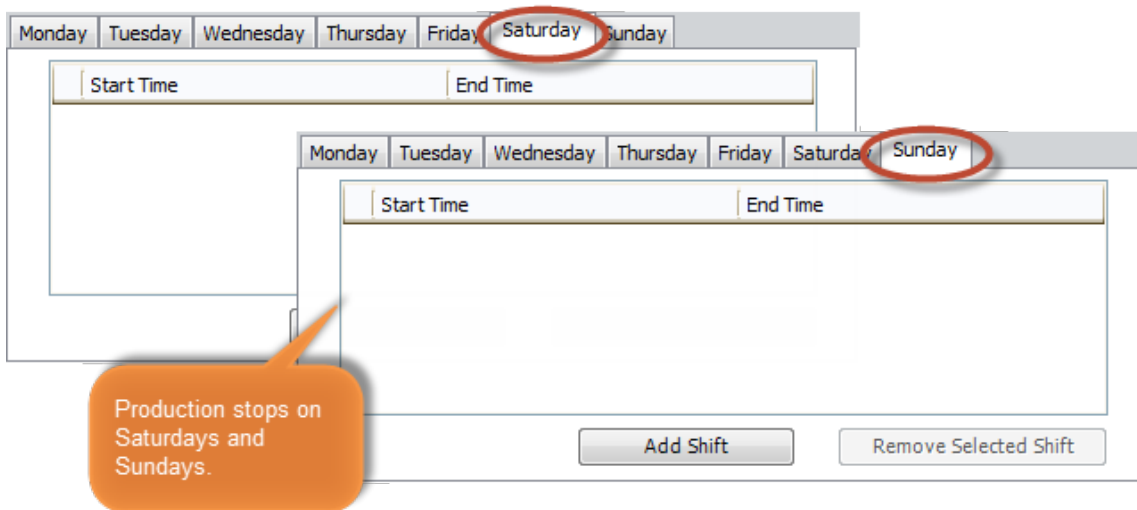 Monday Tuesday Wednesday Thursday Friday Saturday Sunday
Start Time End Time
Monday Tuesday Wednesday Thursday Friday Saturday Sunday
Start Time End Time
Production stops on
Saturdays and
Sundays.
Add Shift Remove Selected Shift